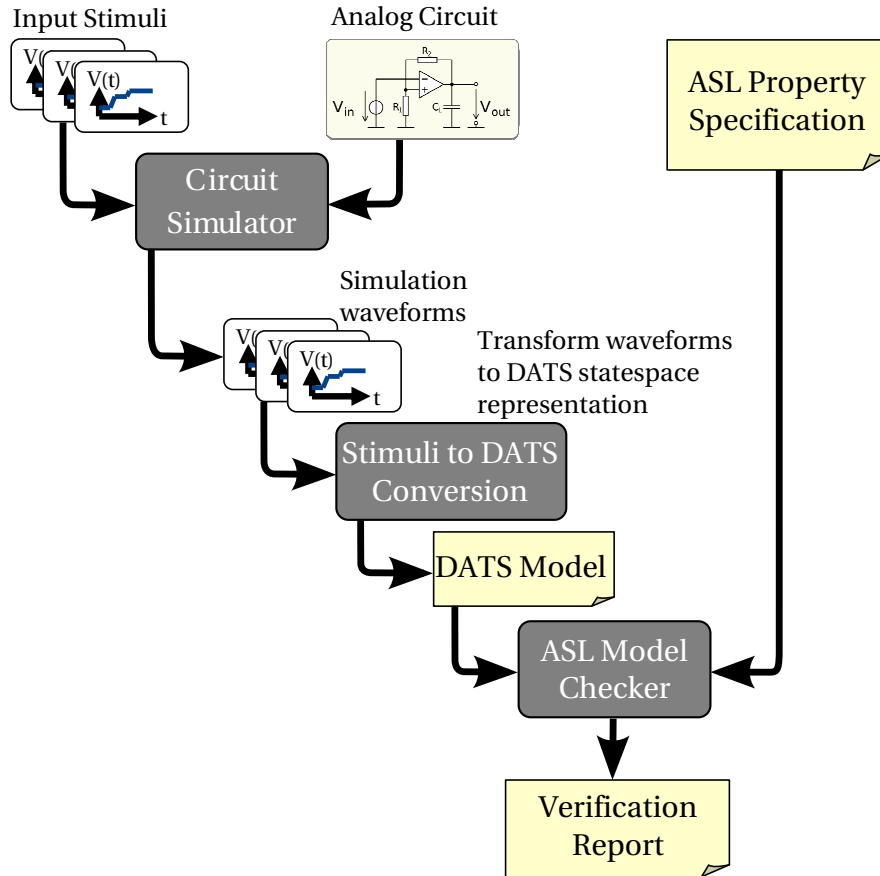 Input Stimuli
V(
V(
V(t)
t
Analog Circuit
R2
R1
CL
Vin
Vout
ASL Property
Specification
Circuit
Simulator
Simulation
waveforms
V(
V(
V(t)
t
Transform waveforms
to DATS statespace
representation
Stimuli to DATS
Conversion
DATS Model
ASL Model
Checker
Verification
Report